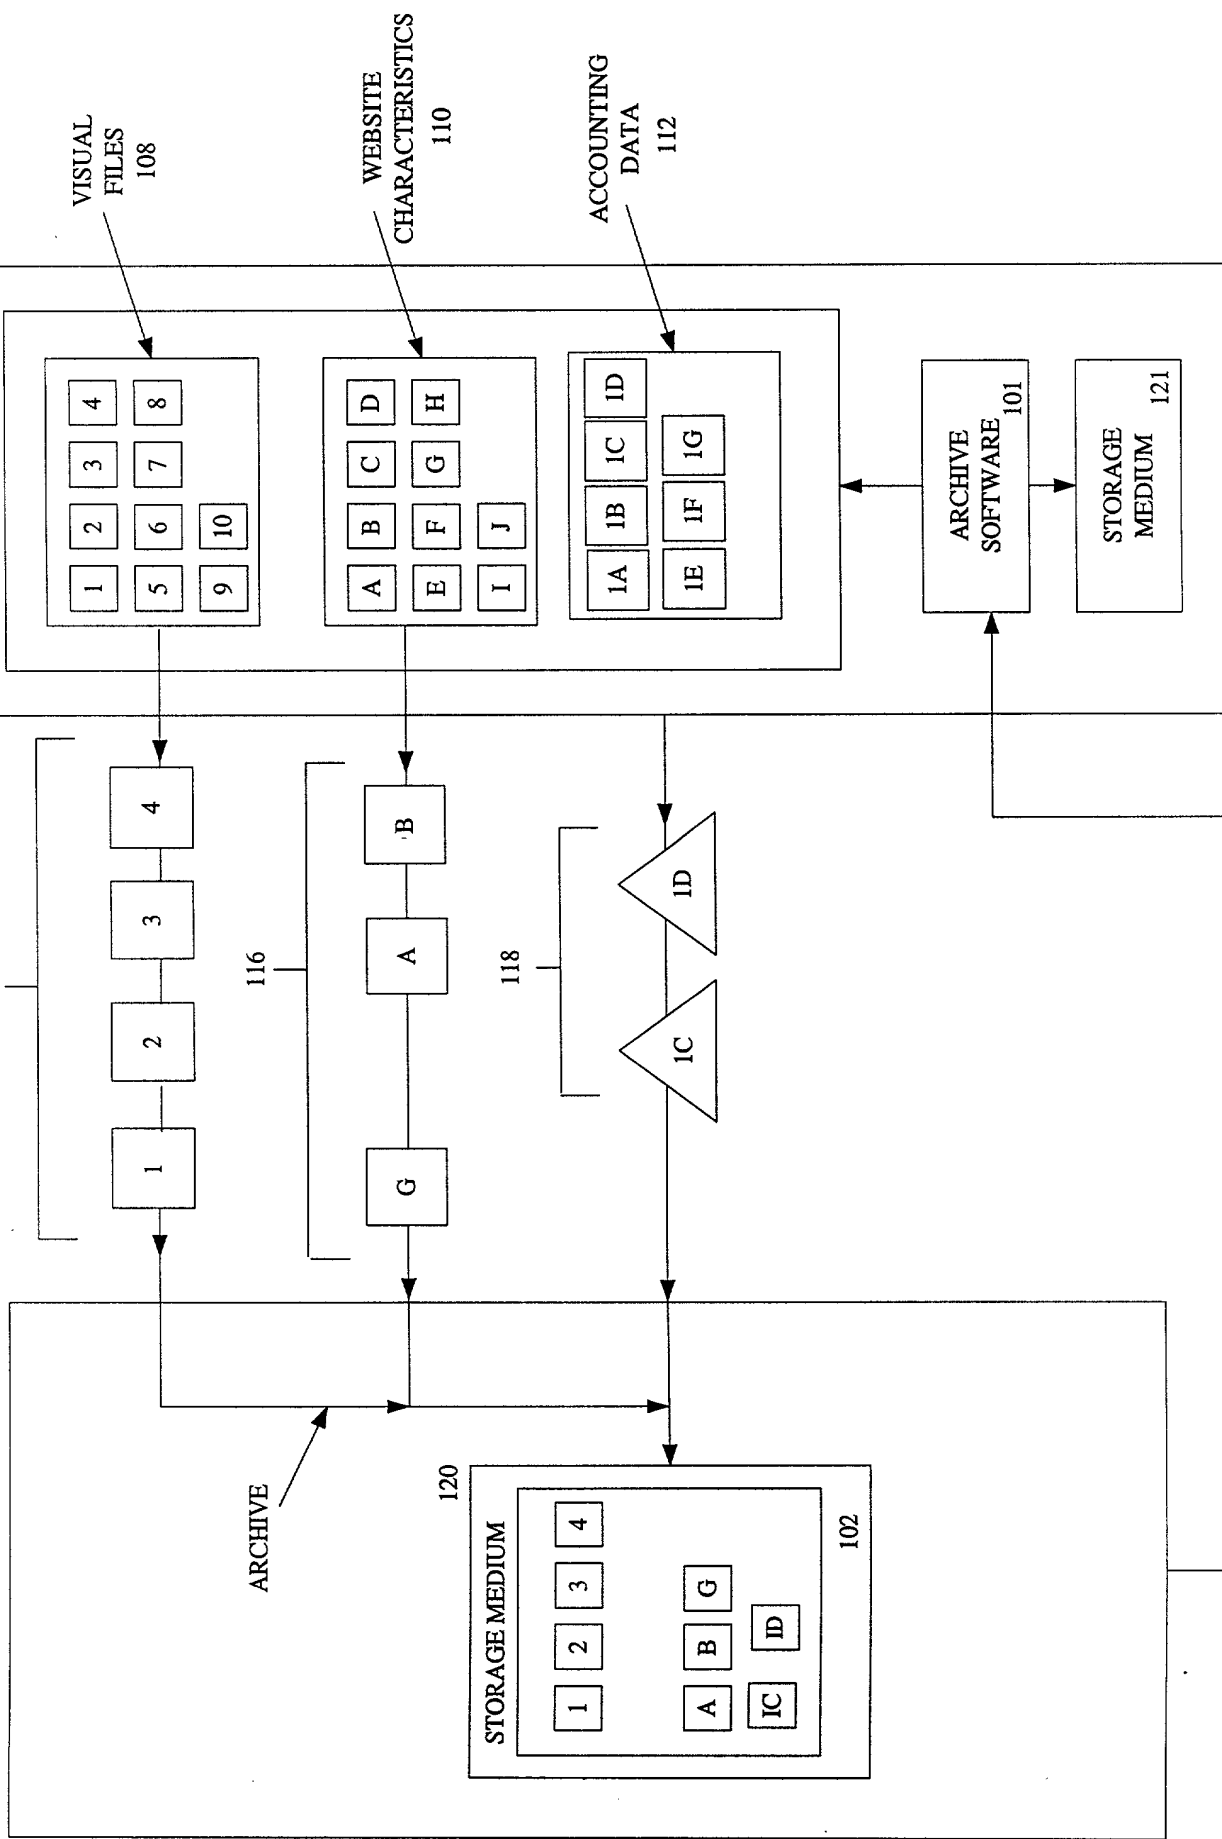 VISUAL
FILES
108
1 2 3 4
5 6 7 8
9 10
1 2 3 4
WEBSITE
CHARACTERISTICS
110
A B C D
E F G H
I J
116
G A B
ARCHIVE
ACCOUNTING
DATA
112
1A 1B 1C 1D
1E 1F 1G
118
1C 1D
120
STORAGE MEDIUM
1 2 3 4
A B G
IC ID
102
ARCHIVE
SOFTWARE
101
STORAGE
MEDIUM
121